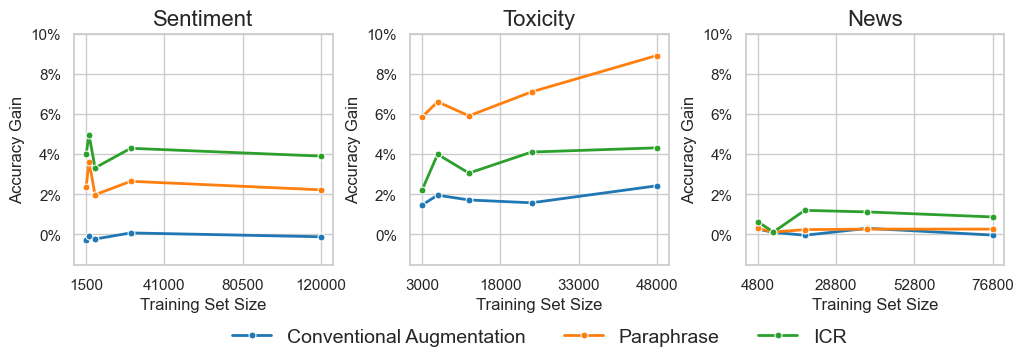 Sentiment
Toxicity
News
10%
8%
6%
4%
2%
0%
Accuracy Gain
1500
41000
80500
120000
Training Set Size
10%
8%
6%
4%
2%
0%
Accuracy Gain
3000
18000
33000
48000
Training Set Size
10%
8%
6%
4%
2%
0%
Accuracy Gain
4800
28800
52800
76800
Training Set Size
Conventional Augmentation
Paraphrase
ICR